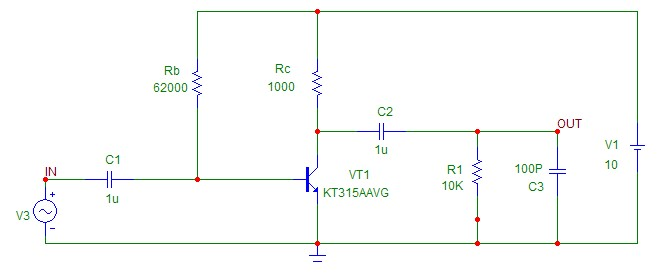 Rb
62000
Rc
1000
C2
1u
OUT
V1
10
IN
C1
1u
VT1
KT315AAVG
R1
10K
100P
C3
V3